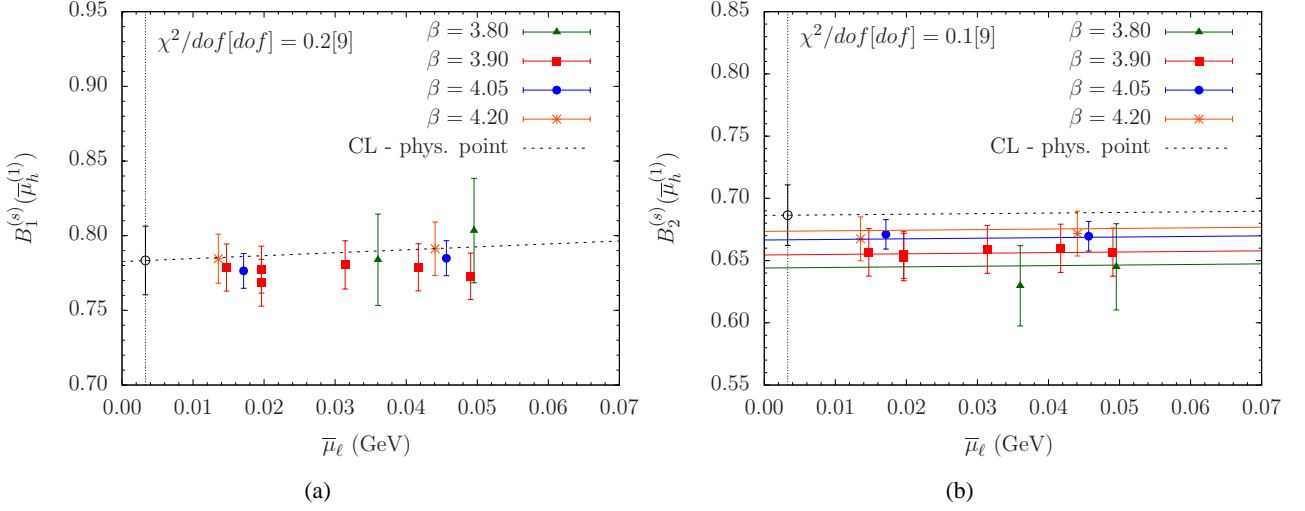 χ²/dof[dof] = 0.2[9]
β = 3.80
β = 3.90
β = 4.05
β = 4.20
CL - phys. point
0.95
0.90
0.85
0.80
0.75
0.70
B₁⁽ˢ⁾(μ̅ₕ⁽¹⁾)
0.00 0.01 0.02 0.03 0.04 0.05 0.06 0.07
μ̅_ℓ (GeV)
(a)
χ²/dof[dof] = 0.1[9]
β = 3.80
β = 3.90
β = 4.05
β = 4.20
CL - phys. point
0.85
0.80
0.75
0.70
0.65
0.60
0.55
B₂⁽ˢ⁾(μ̅ₕ⁽¹⁾)
0.00 0.01 0.02 0.03 0.04 0.05 0.06 0.07
μ̅_ℓ (GeV)
(b)